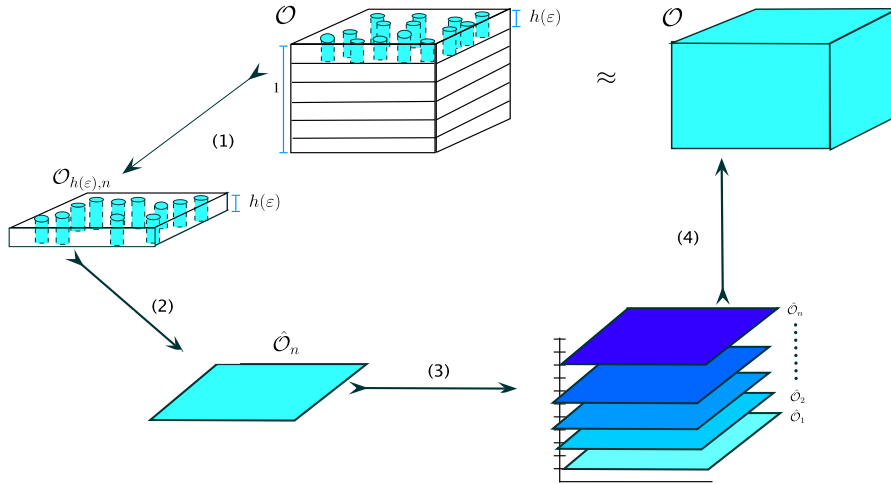 𝒪
h(ε)
𝒪
1
≈
(1)
𝒪_{h(ε),n}
h(ε)
(4)
(2)
𝒪̂_n
𝒪̂_n
(3)
𝒪̂_2
𝒪̂_1